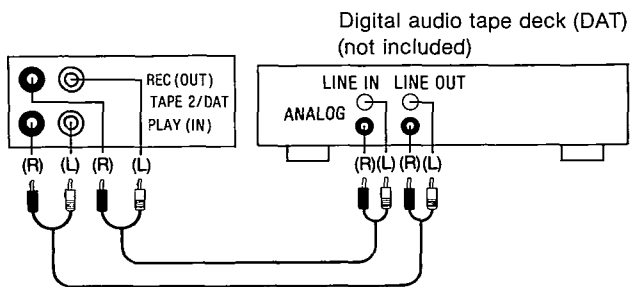 Digital audio tape deck (DAT)
(not included)
REC (OUT)
TAPE 2/DAT
PLAY (IN)
LINE IN LINE OUT
ANALOG
(R) (L) (R) (L)
(R)(L)(R)(L)